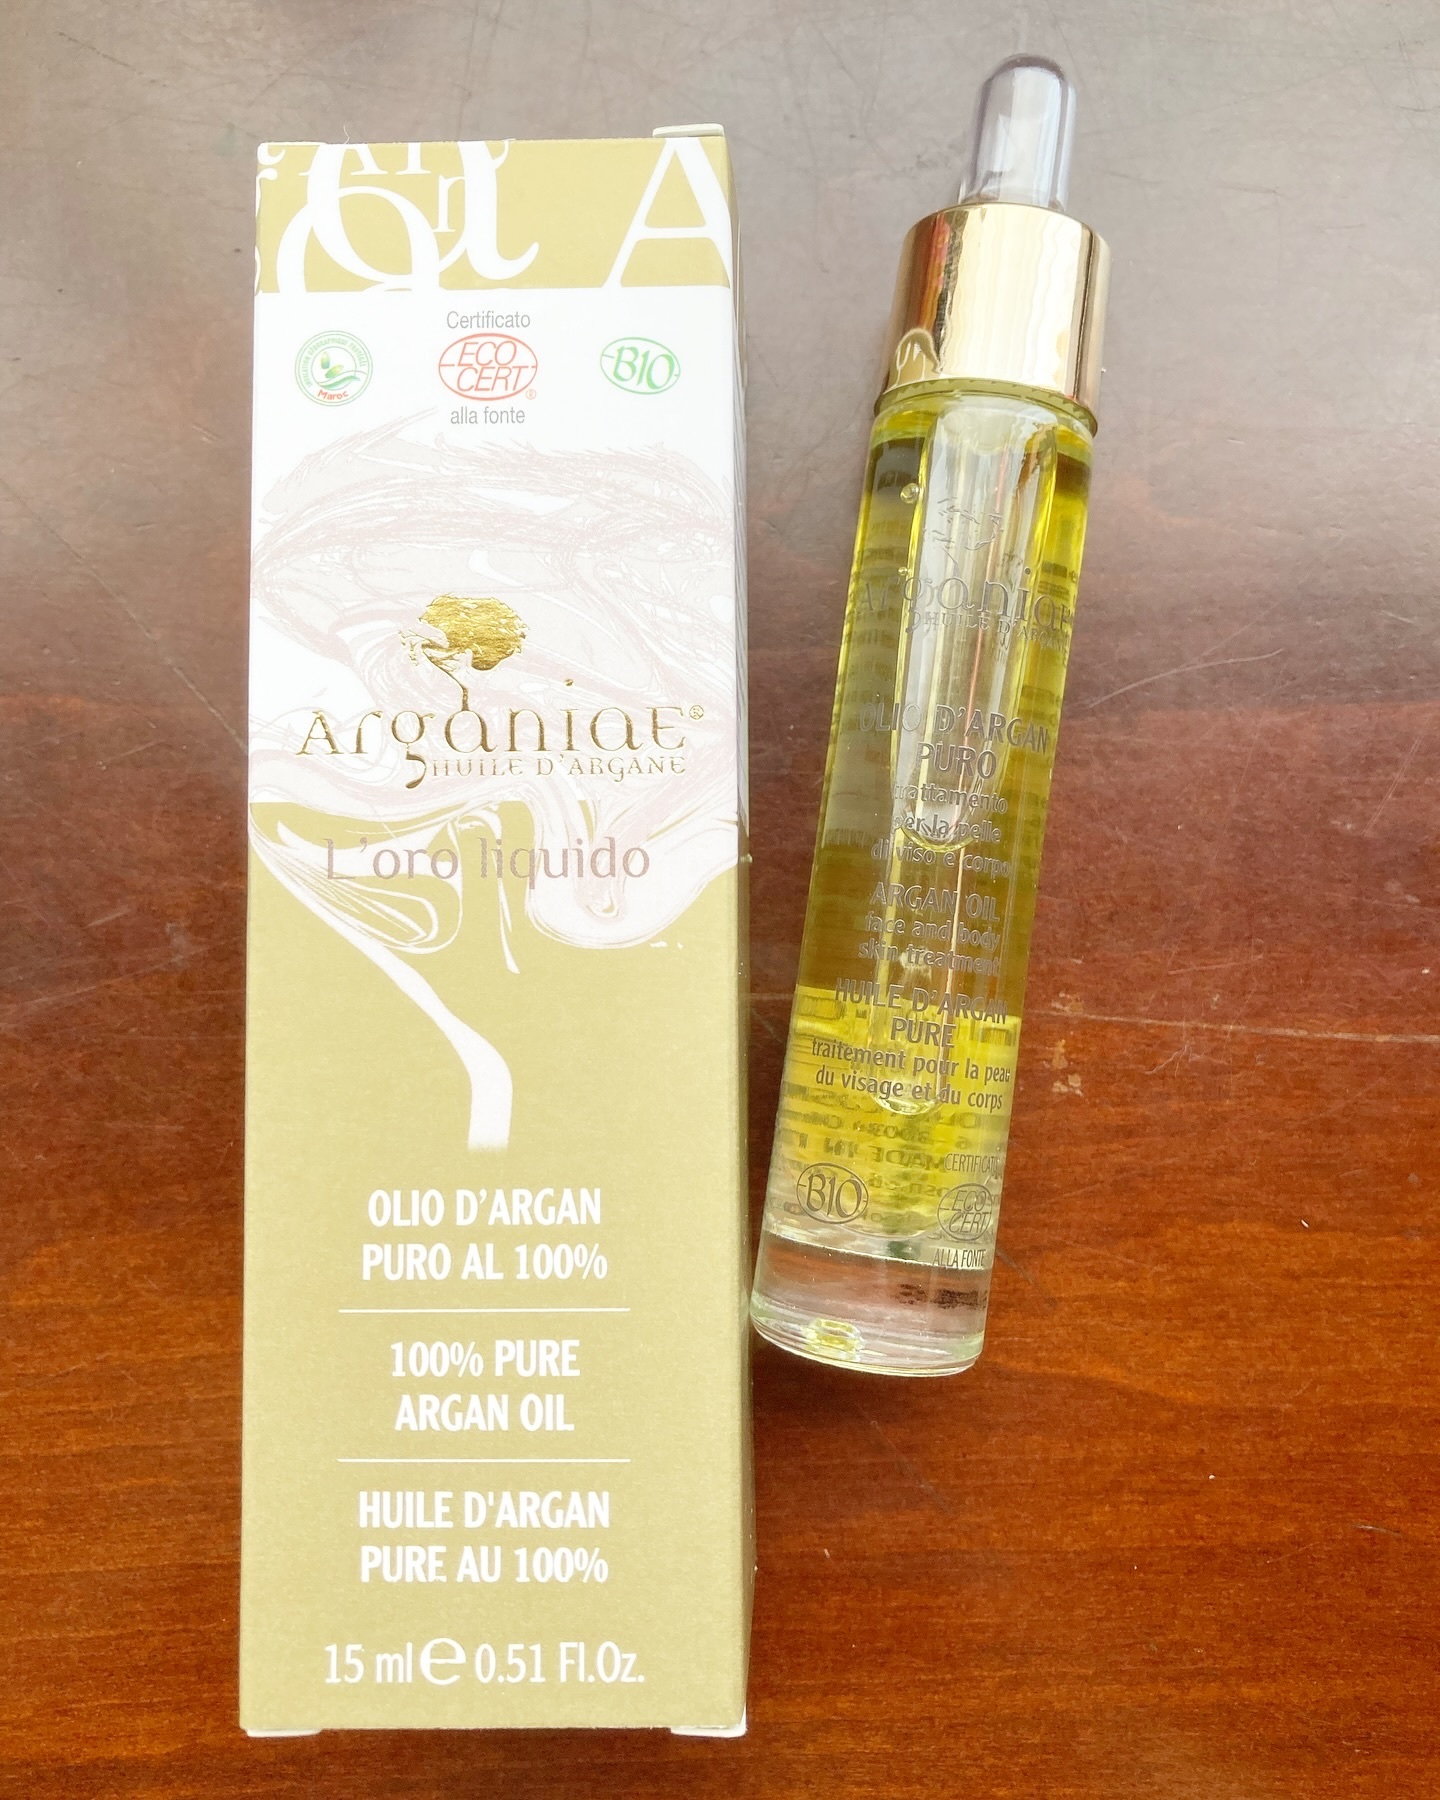 Certificato
ECO
CERT®
alla fonte
BIO
Maroc
Arganiae®
HUILE D'ARGANE
L'oro liquido
OLIO D'ARGAN
PURO AL 100%
100% PURE
ARGAN OIL
HUILE D'ARGAN
PURE AU 100%
15 ml e 0.51 Fl.Oz.
Arganiae
HUILE D'ARGANE
OLIO D'ARGAN
PURO
trattamento
per la pelle
di viso e corpo
ARGAN OIL
face and body
skin treatment
HUILE D'ARGAN
PURE
traitement pour la peau
du visage et du corps
BIO
CERTIFICATO
ECO
CERT
ALLA FONTE